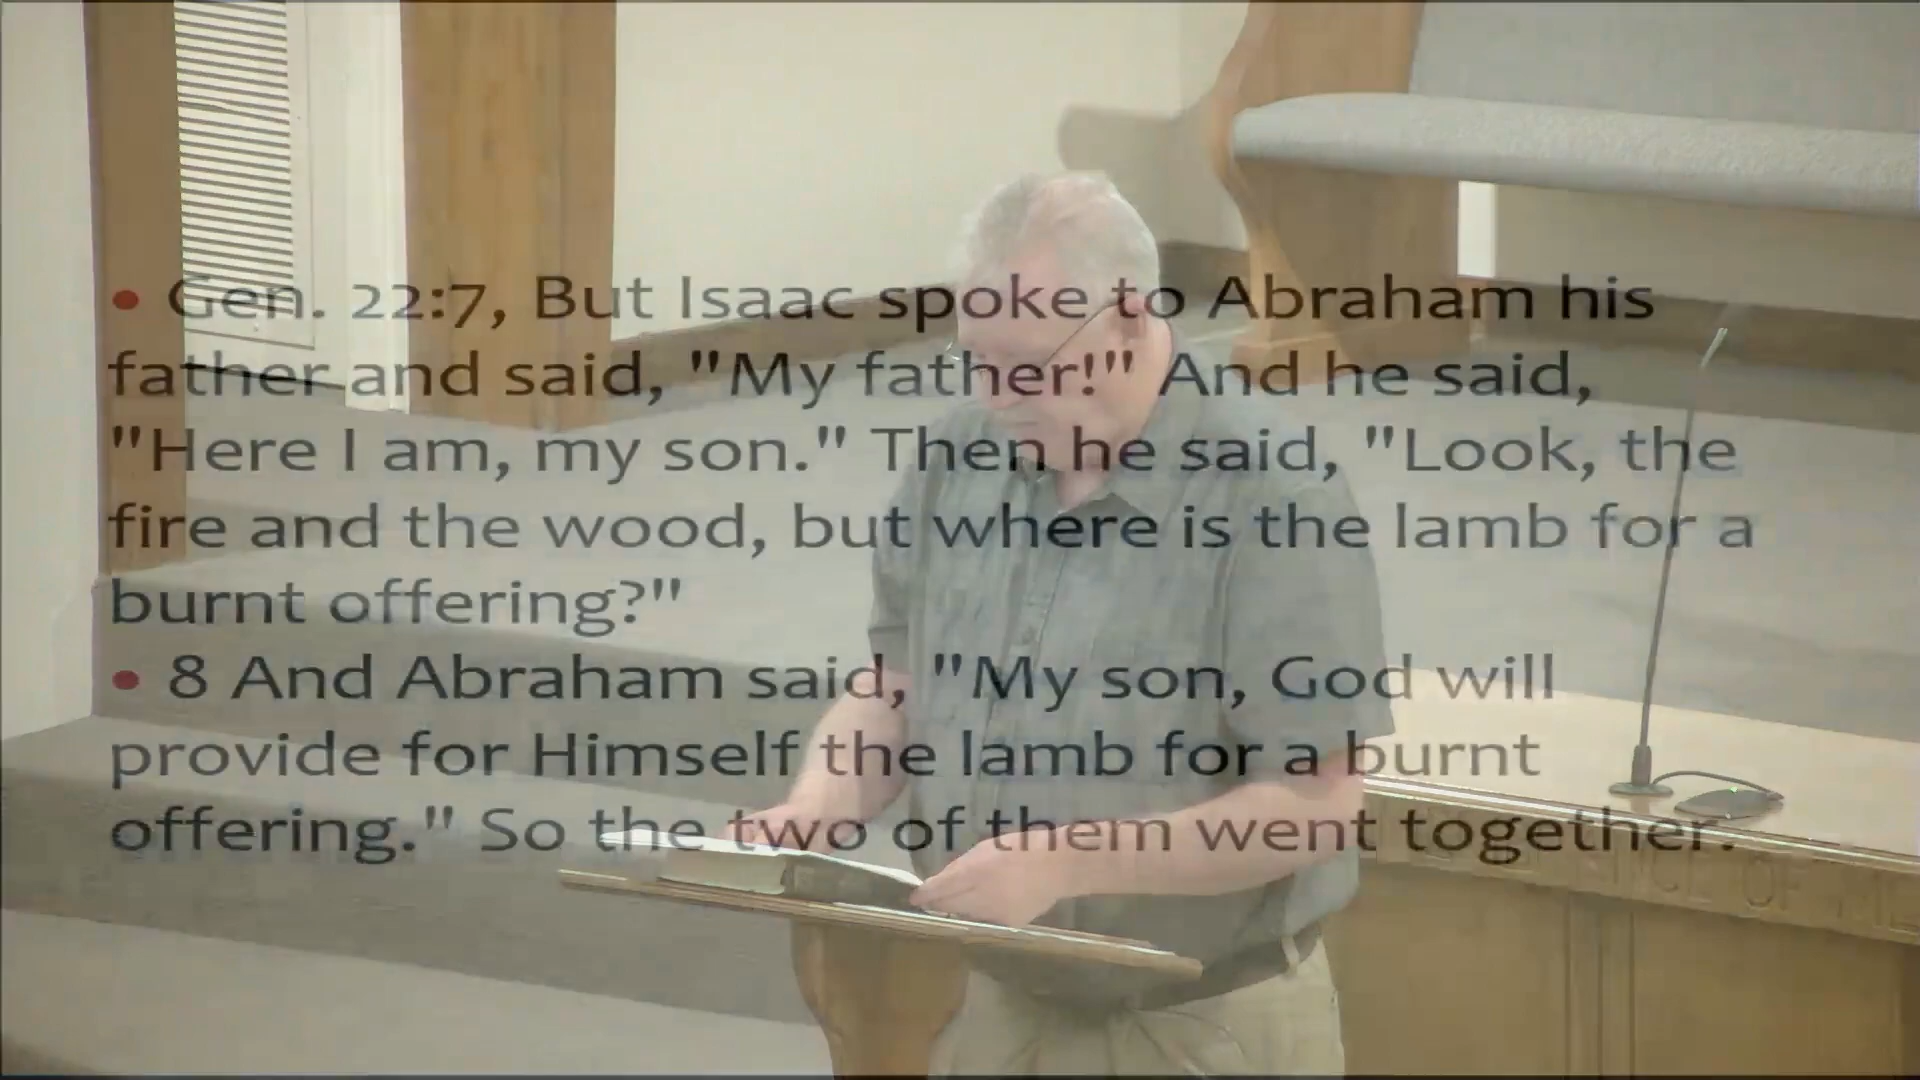 • Gen. 22:7, But Isaac spoke to Abraham his
father and said, "My father!" And he said,
"Here I am, my son." Then he said, "Look, the
fire and the wood, but where is the lamb for a
burnt offering?"
• 8 And Abraham said, "My son, God will
provide for Himself the lamb for a burnt
offering." So the two of them went together.
OF ME